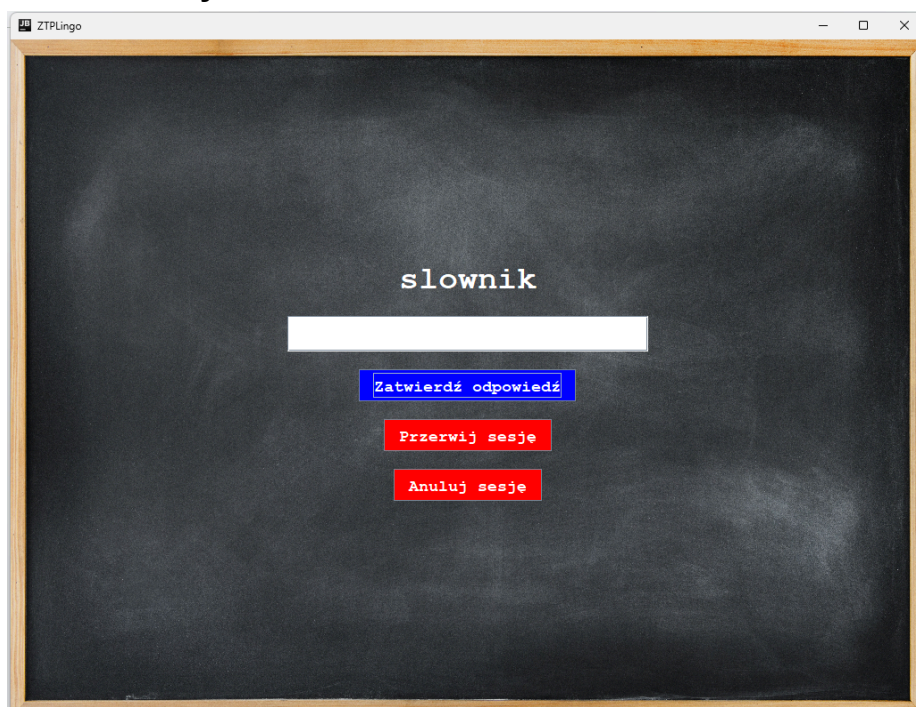 ZTPLingo
slownik
Zatwierdź odpowiedź
Przerwij sesję
Anuluj sesję